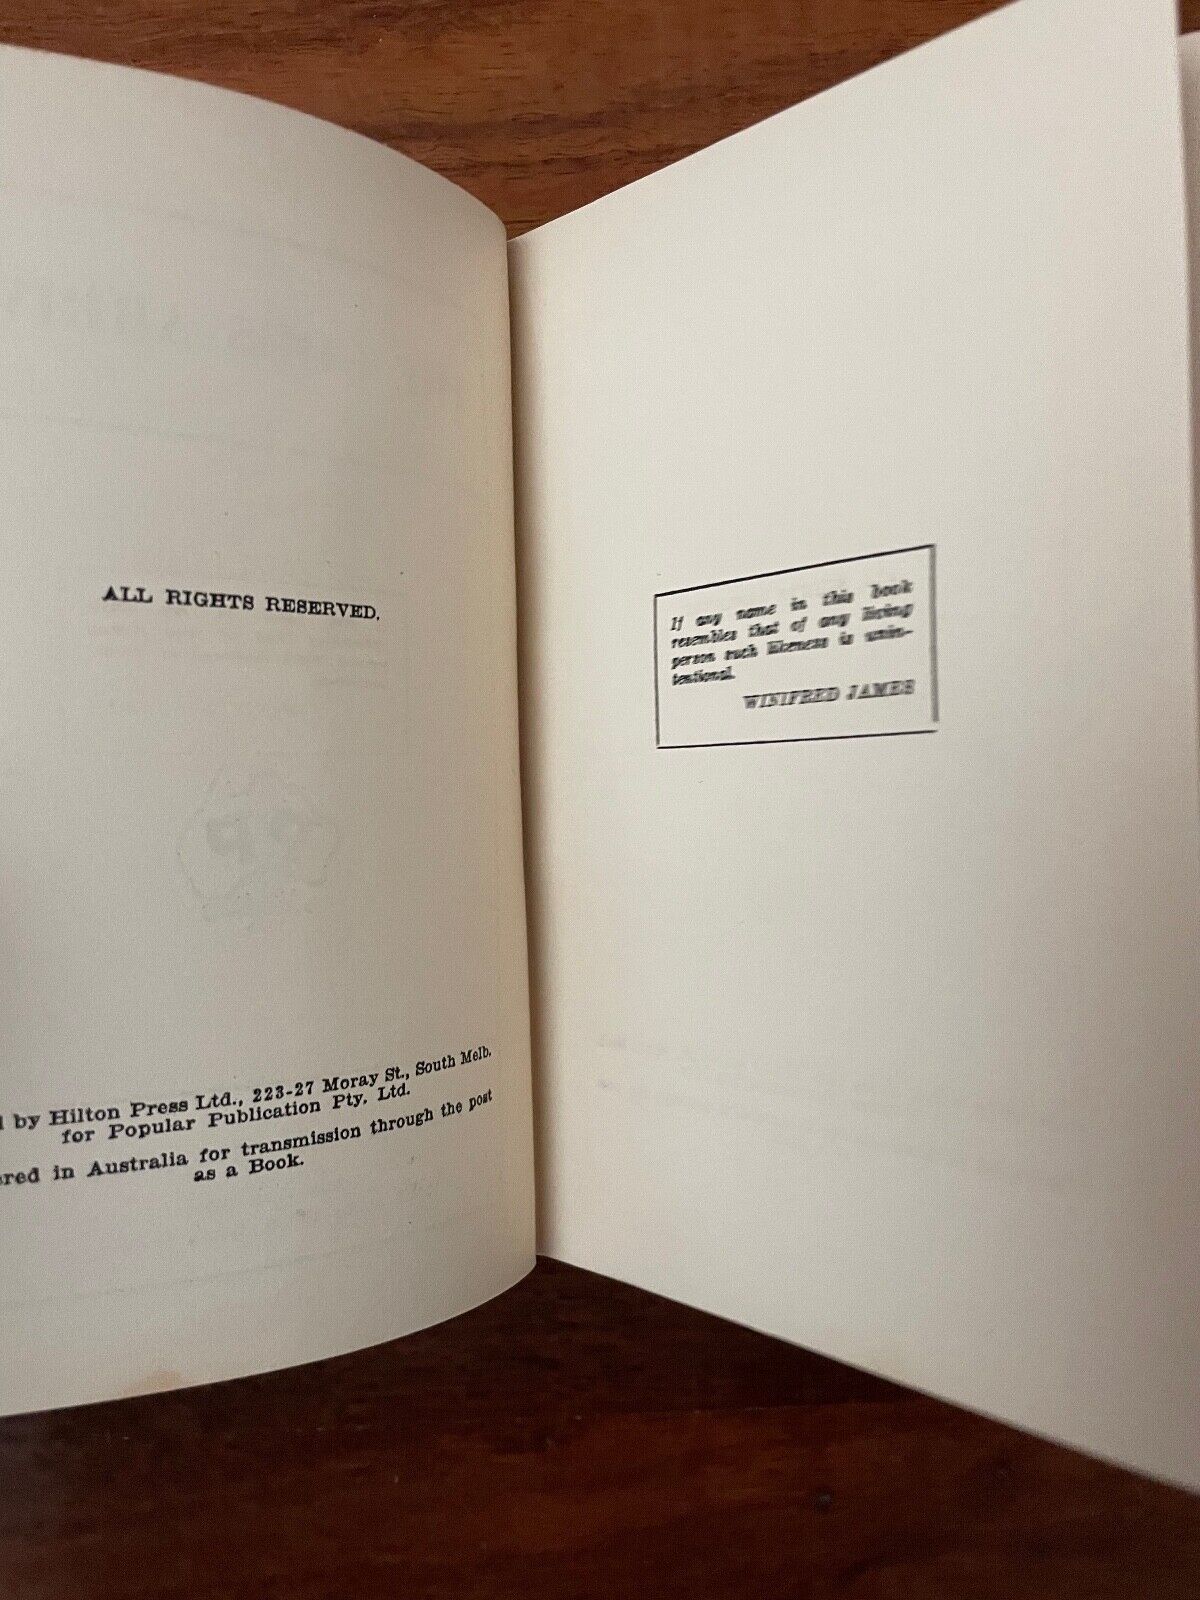 ALL RIGHTS RESERVED.
by Hilton Press Ltd., 223-27 Moray St., South Melb.
for Popular Publication Pty. Ltd.
in Australia for transmission through the post
as a Book.
If any name in this book
resembles that of any living
person such likeness is unin-
tentional.
WINIFRED JAMES